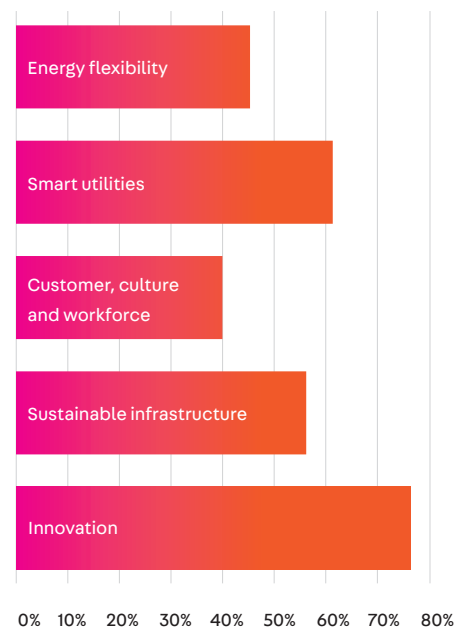 Energy flexibility
Smart utilities
Customer, culture
and workforce
Sustainable infrastructure
Innovation
0% 10% 20% 30% 40% 50% 60% 70% 80%